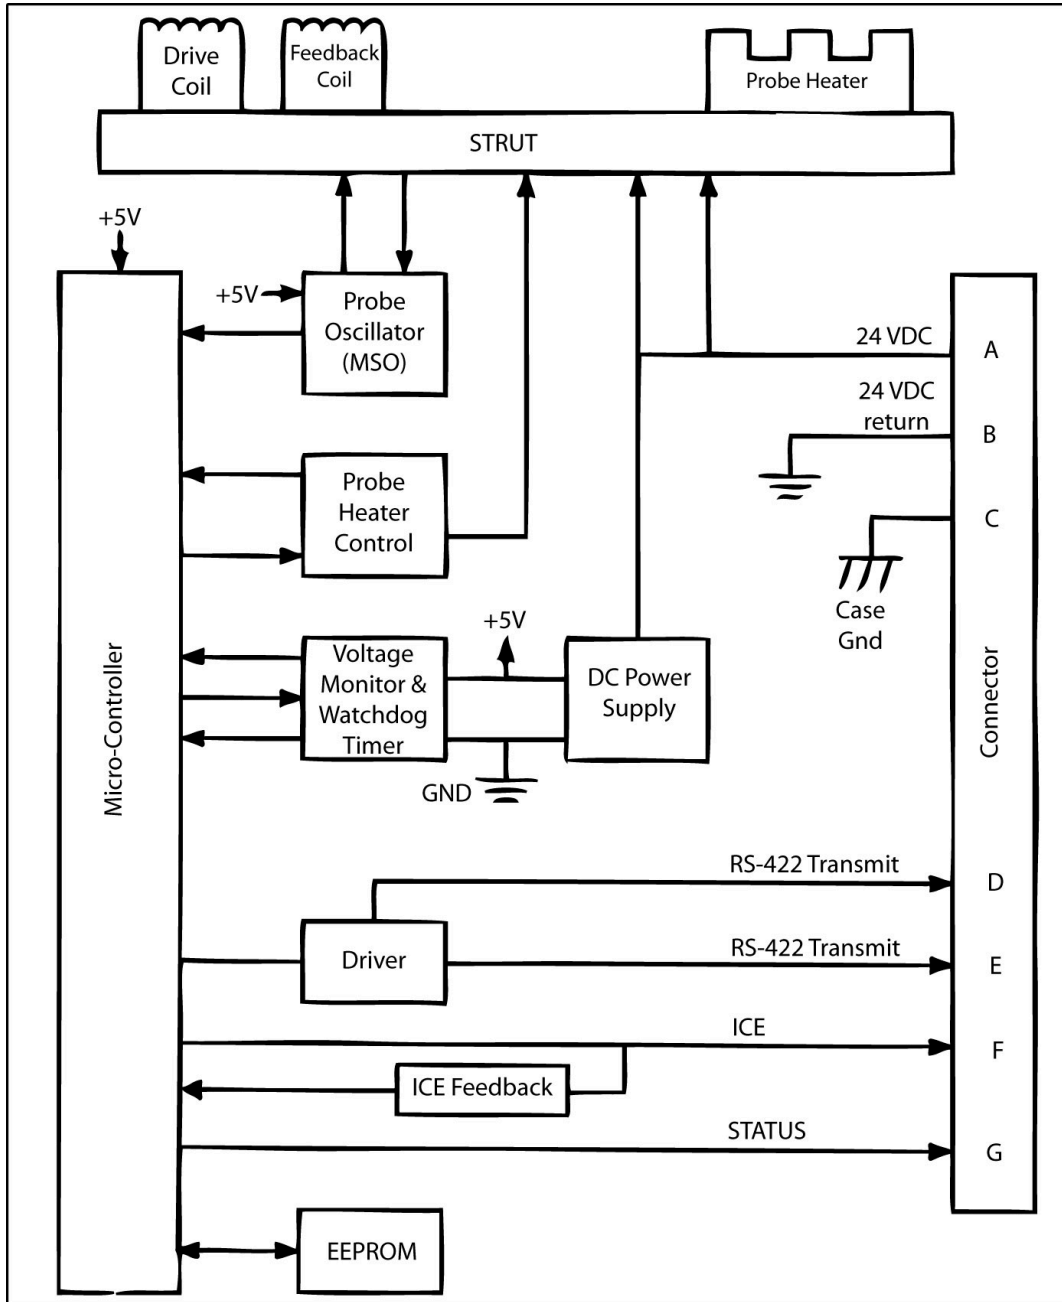 Drive
Coil
Feedback
Coil
Probe Heater
STRUT
+5V
+5V
Probe
Oscillator
(MSO)
24 VDC
A
24 VDC
return
B
Probe
Heater
Control
C
Case
Gnd
Micro-Controller
+5V
Voltage
Monitor &
Watchdog
Timer
DC Power
Supply
GND
Connector
RS-422 Transmit
D
Driver
RS-422 Transmit
E
ICE
F
ICE Feedback
STATUS
G
EEPROM